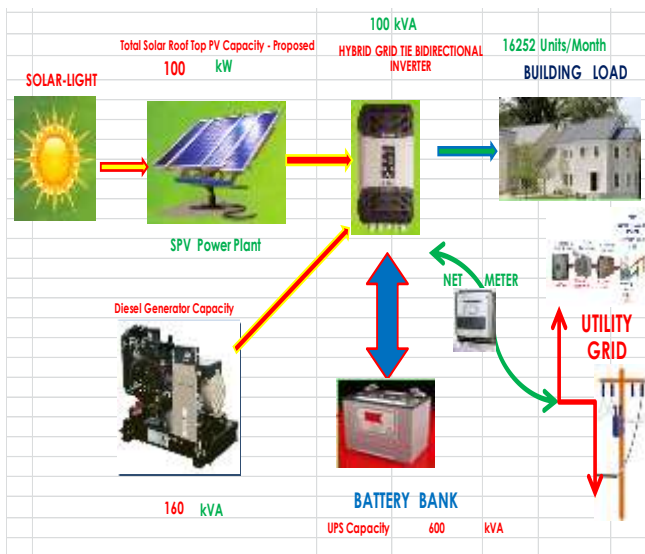 100 kVA
Total Solar Roof Top PV Capacity - Proposed
100 kW
HYBRID GRID TIE BIDIRECTIONAL
INVERTER
16252 Units/Month
BUILDING LOAD
SOLAR-LIGHT
SPV Power Plant
NET METER
Diesel Generator Capacity
UTILITY
GRID
160 kVA
BATTERY BANK
UPS Capacity 600 kVA